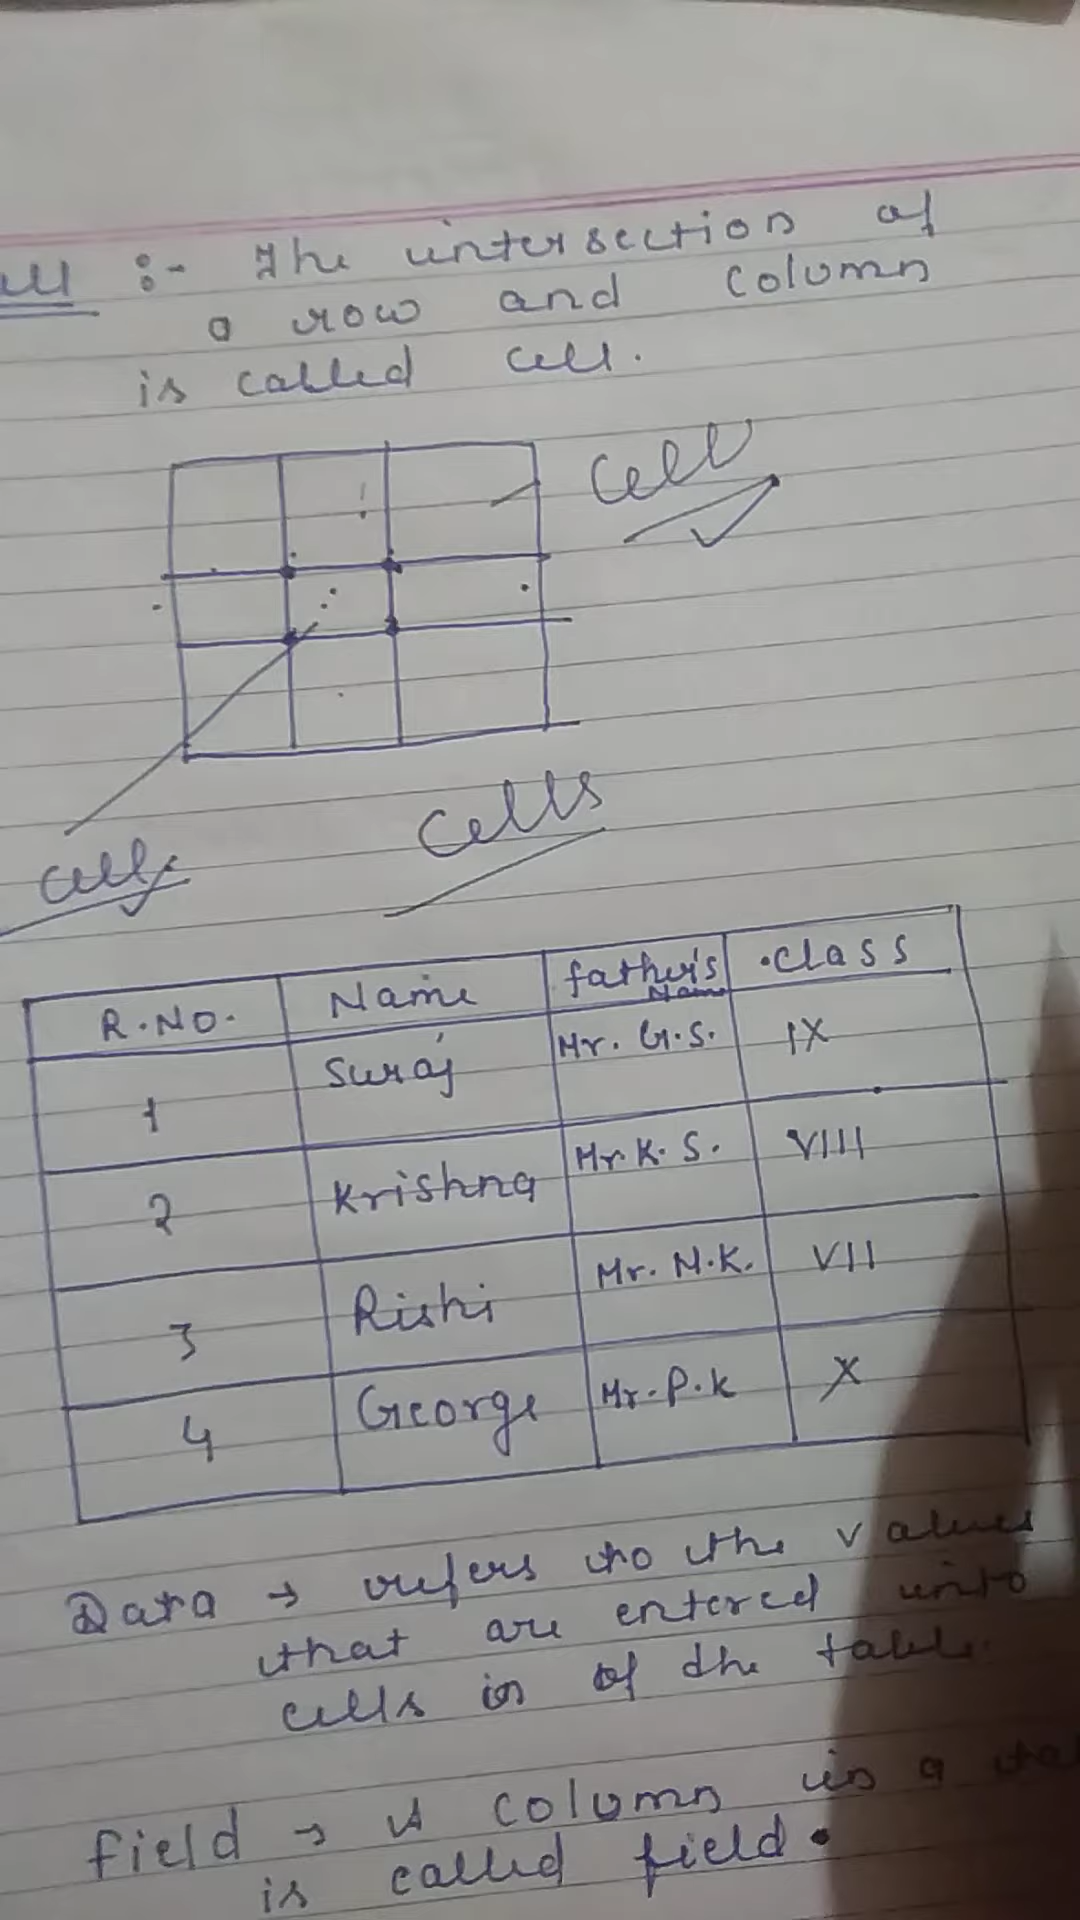 :- The intersection of
a row and column
is called cell.
Cell
Cells
Cell
R.No. Name father's Name class
1 Suraj Mr. G.S. IX
2 Krishna Mr. K. S. VIII
3 Rishi Mr. N.K. VII
4 George Mr. P.K X
Data → refers to the values
that are entered into
cells in of the table.
field → A column in a
is called field.